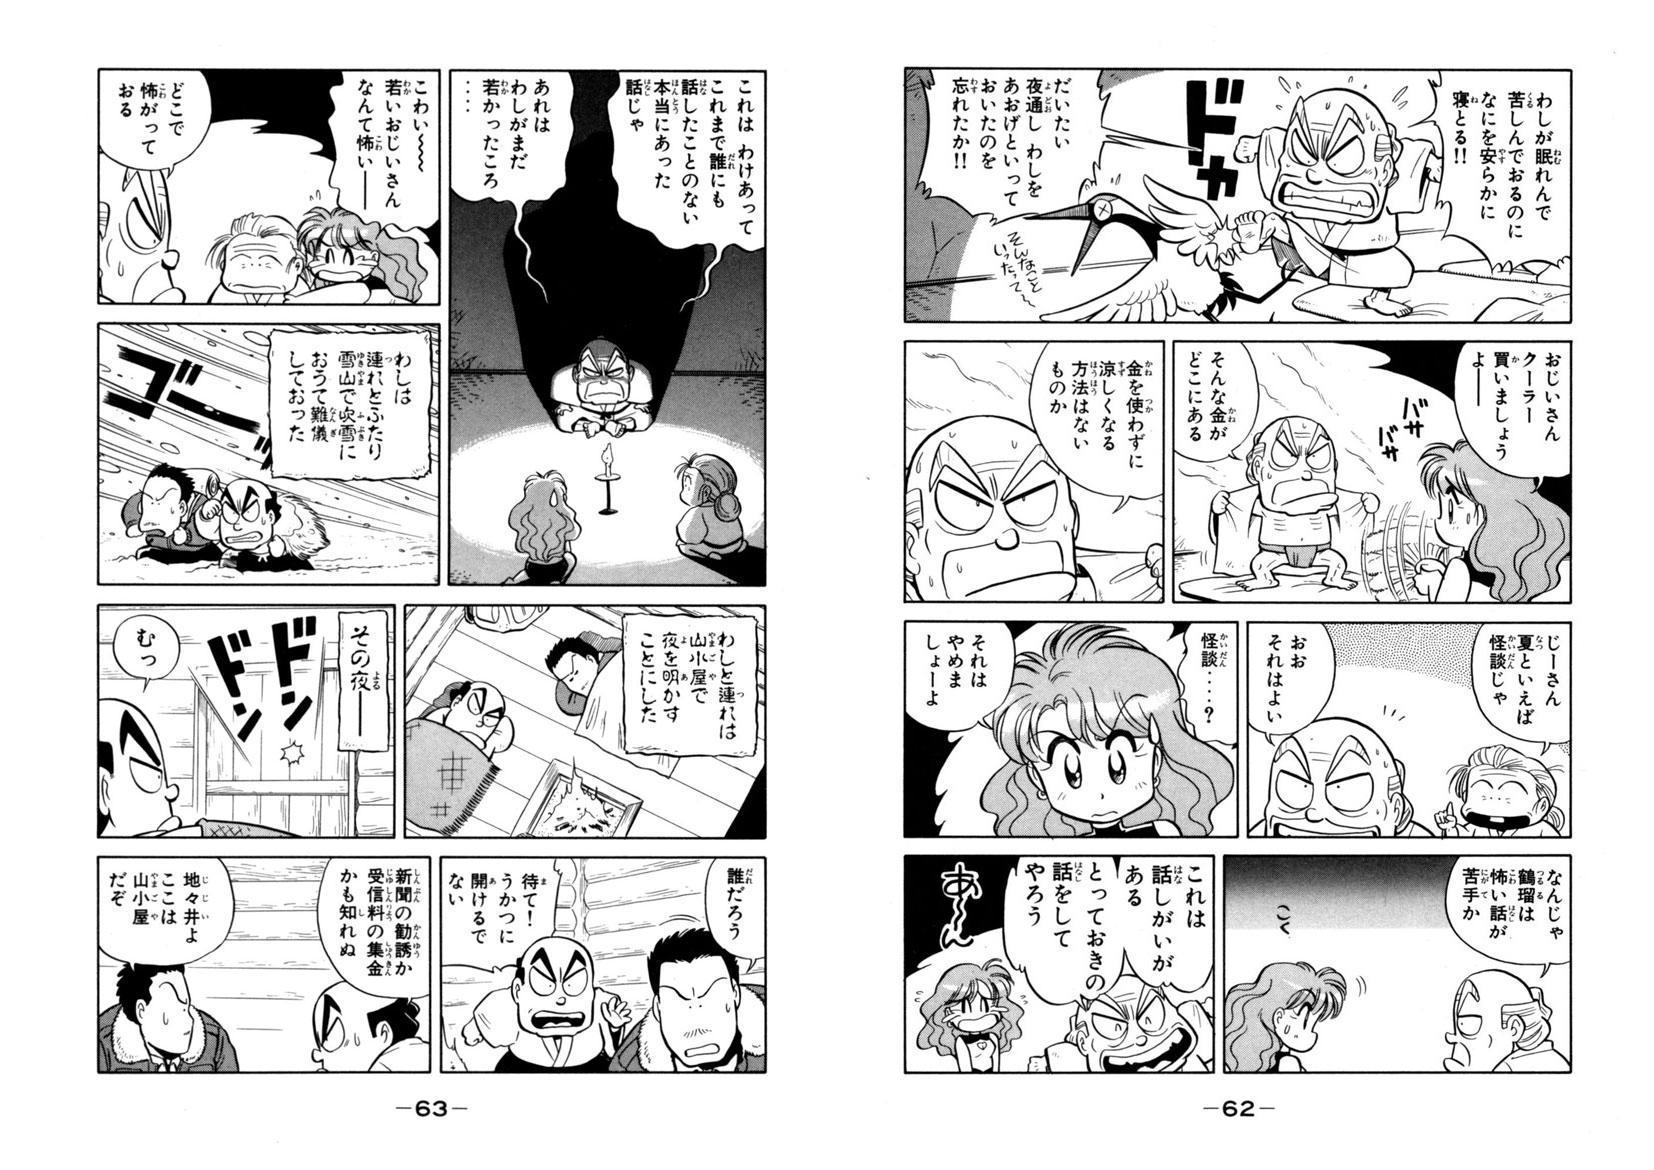 わしが眠れんで
苦しんでおるのに
なにを安らかに
寝とる!!
ドカ
だいたい
夜通し わしを
あおげといって
おいたのを
忘れたか!!
そんなこと
いったって〜
おじいさん
クーラー
買いましょう
よ――
バサ
バサ
そんな金が
どこにある
金を使わずに
涼しくなる
方法はない
ものか
じーさん
夏といえば
怪談じゃ
おお
それはよい
怪談‥‥?
それは
やめま
しょーよ
なんじゃ
鶴瑠は
怖い話が
苦手か
こく
これは
話しがいが
ある
とっておきの
話をして
やろう
あ〜〜ん
―62―
これは わけあって
これまで誰にも
話したことのない
本当にあった
話じゃ
あれは
わしがまだ
若かったころ
‥‥
こわい〜〜〜
若いおじいさん
なんて怖い――
どこで
怖がって
おる
わしは
連れとふたり
雪山で吹雪に
おうて難儀
しておった
ゴーーー
わしと連れは
山小屋で
夜を明かす
ことにした
その夜――
ドン
ドン
むっ
誰だろう
待て!
うかつに
開けるで
ない
新聞の勧誘か
受信料の集金
かも知れぬ
地々井よ
ここは
山小屋
だぞ
―63―